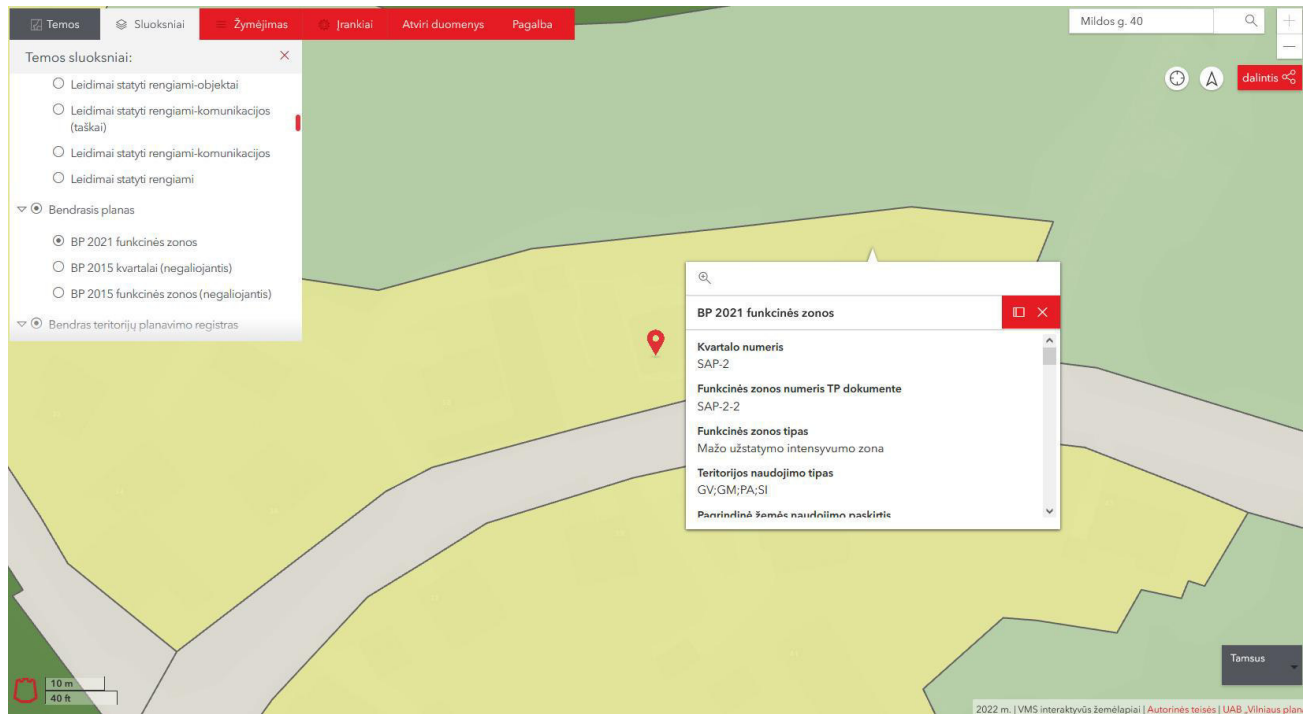 Temos
Sluoksniai
Žymėjimas
Įrankiai
Atviri duomenys
Pagalba
Mildos g. 40
dalintis
Temos sluoksniai:
Leidimai statyti rengiami-objektai
Leidimai statyti rengiami-komunikacijos
(taškai)
Leidimai statyti rengiami-komunikacijos
Leidimai statyti rengiami
Bendrasis planas
BP 2021 funkcinės zonos
BP 2015 kvartalai (negaliojantis)
BP 2015 funkcinės zonos (negaliojantis)
Bendras teritorijų planavimo registras
BP 2021 funkcinės zonos
Kvartalo numeris
SAP-2
Funkcinės zonos numeris TP dokumente
SAP-2-2
Funkcinės zonos tipas
Mažo užstatymo intensyvumo zona
Teritorijos naudojimo tipas
GV;GM;PA;SI
Pagrindinė žemės naudojimo paskirtis
Tamsus
10 m
40 ft
2022 m. | VMS interaktyvūs žemėlapiai | Autorinės teisės | UAB „Vilniaus plan